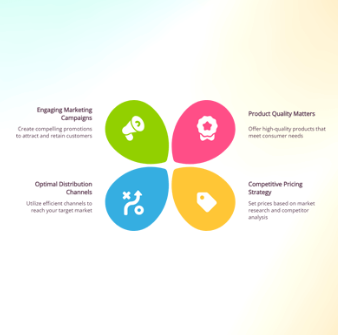 Engaging Marketing
Campaigns
Create compelling promotions
to attract and retain customers
Product Quality Matters
Offer high-quality products that
meet consumer needs
Optimal Distribution
Channels
Utilize efficient channels to
reach your target market
Competitive Pricing
Strategy
Set prices based on market
research and competitor
analysis